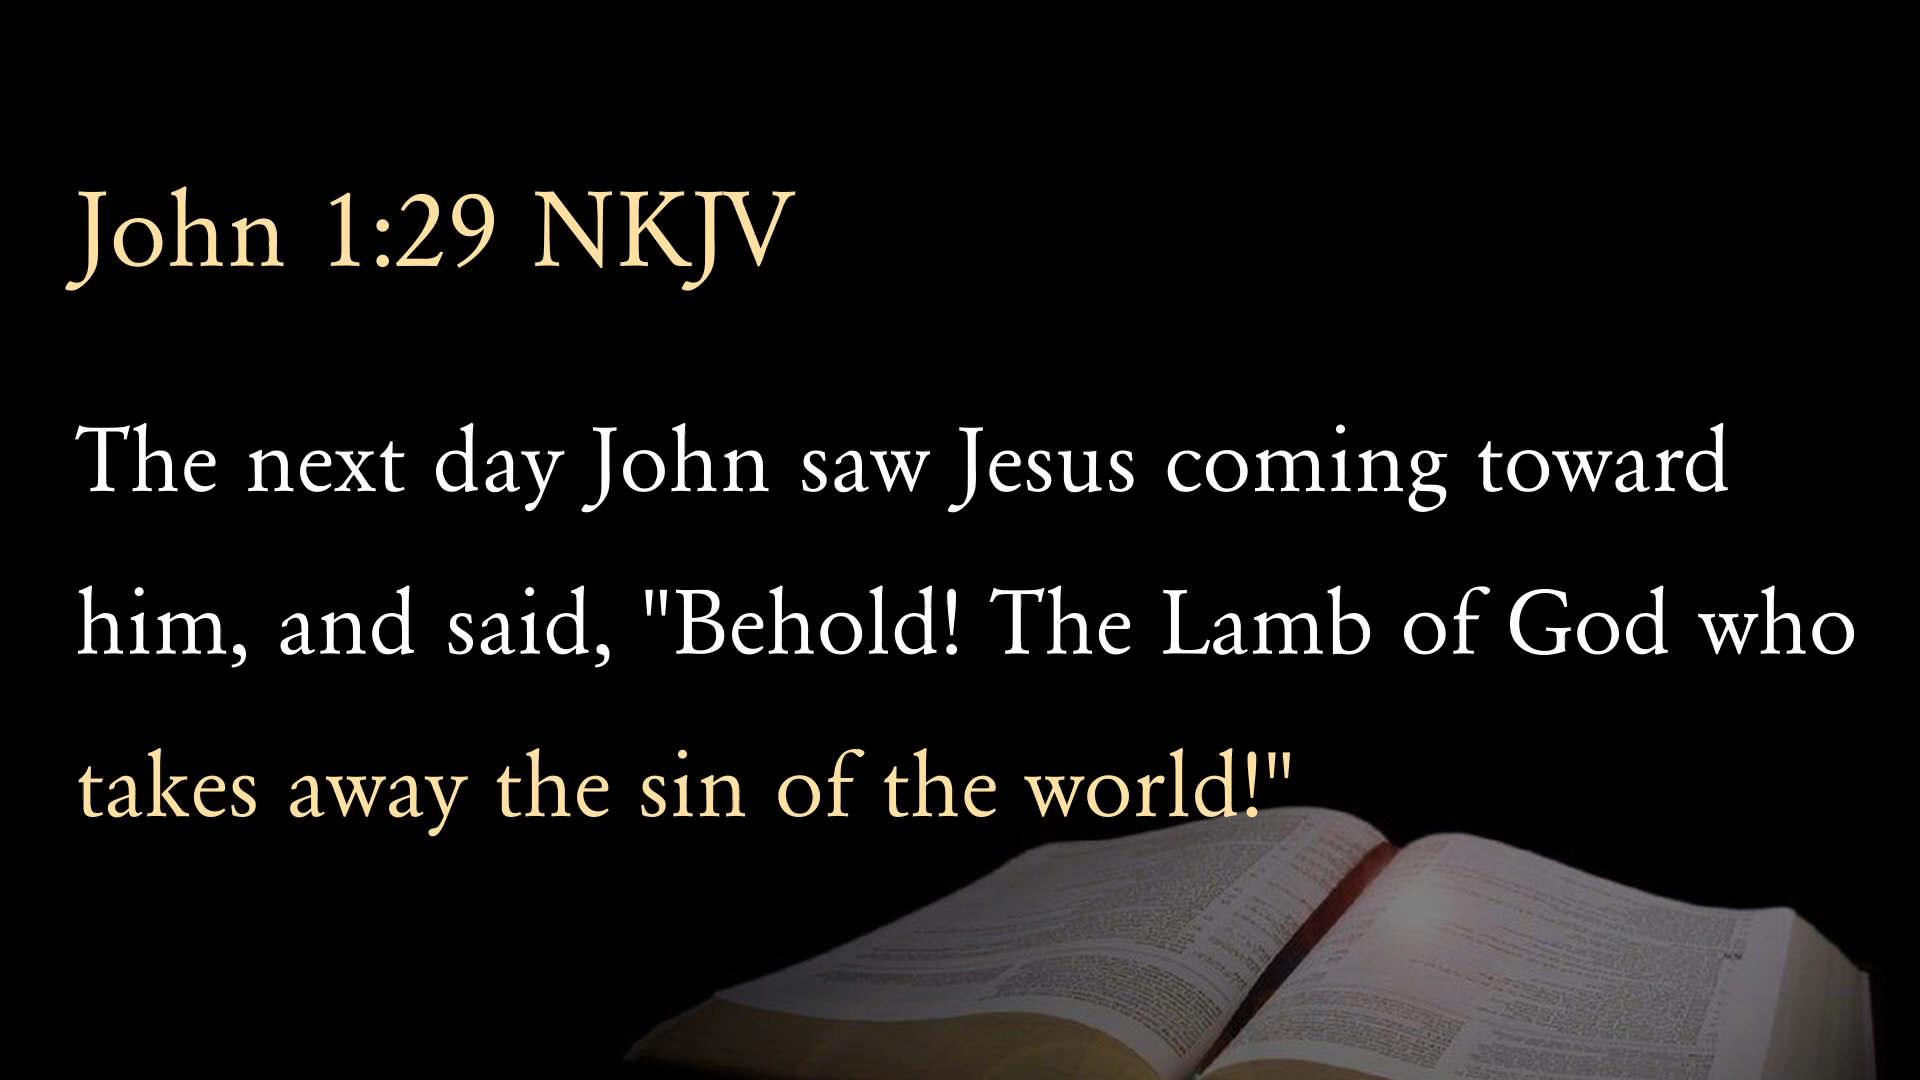 John 1:29 NKJV
The next day John saw Jesus coming toward
him, and said, "Behold! The Lamb of God who
takes away the sin of the world!"